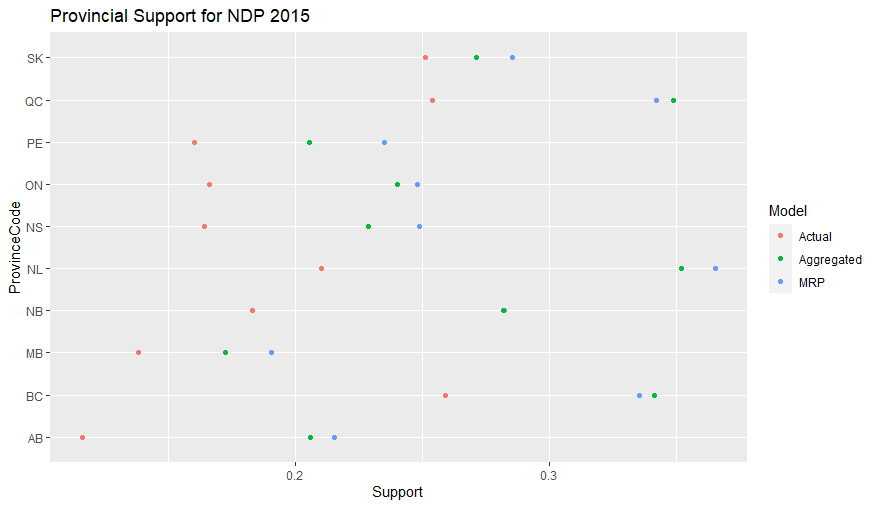 Provincial Support for NDP 2015
ProvinceCode
SK
QC
PE
ON
NS
NL
NB
MB
BC
AB
0.2
0.3
Support
Model
Actual
Aggregated
MRP